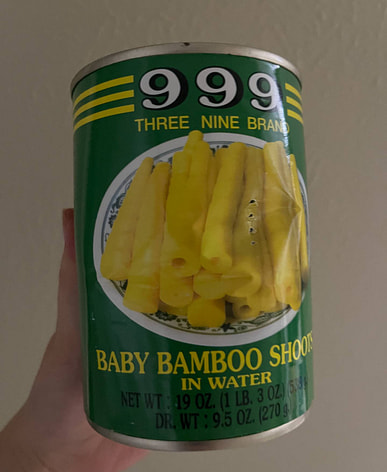 999
THREE NINE BRAND
BABY BAMBOO SHOOTS
IN WATER
NET WT : 19 OZ. (1 LB. 3 OZ.)
DR. WT : 9.5 OZ. (270 g.